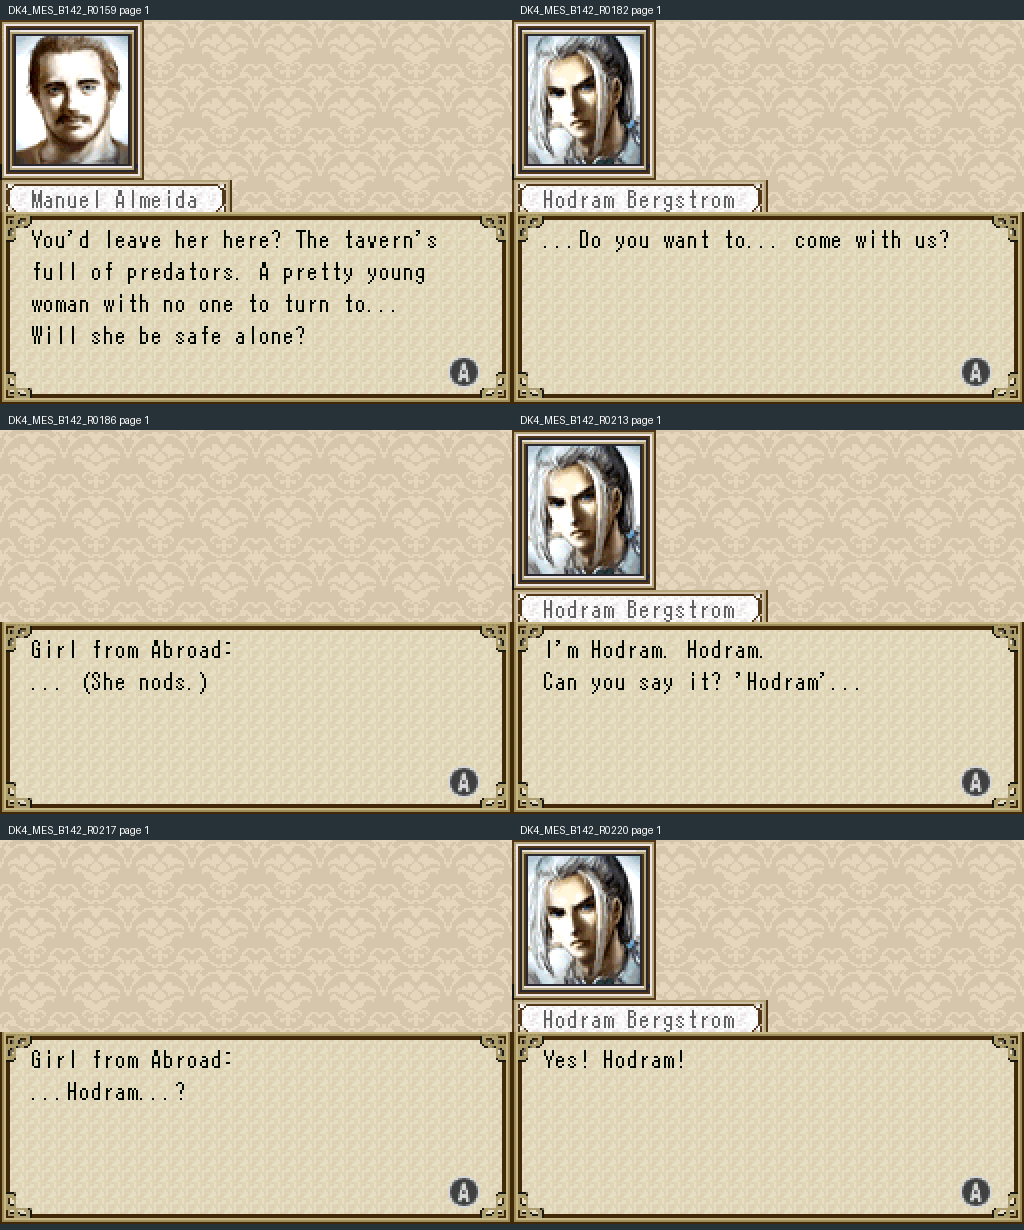 DK4_MES_B142_R0159 page 1
Manuel Almeida
You'd leave her here? The tavern's
full of predators. A pretty young
woman with no one to turn to...
Will she be safe alone?
A
DK4_MES_B142_R0182 page 1
Hodram Bergstrom
...Do you want to... come with us?
A
DK4_MES_B142_R0186 page 1
Girl from Abroad:
... (She nods.)
A
DK4_MES_B142_R0213 page 1
Hodram Bergstrom
I'm Hodram. Hodram.
Can you say it? 'Hodram'...
A
DK4_MES_B142_R0217 page 1
Girl from Abroad:
...Hodram...?
A
DK4_MES_B142_R0220 page 1
Hodram Bergstrom
Yes! Hodram!
A